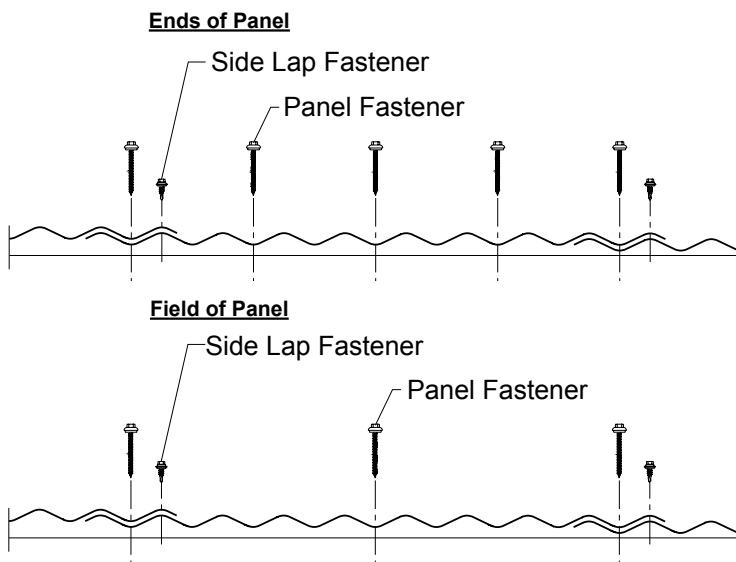 Ends of Panel
Side Lap Fastener
Panel Fastener
Field of Panel
Side Lap Fastener
Panel Fastener